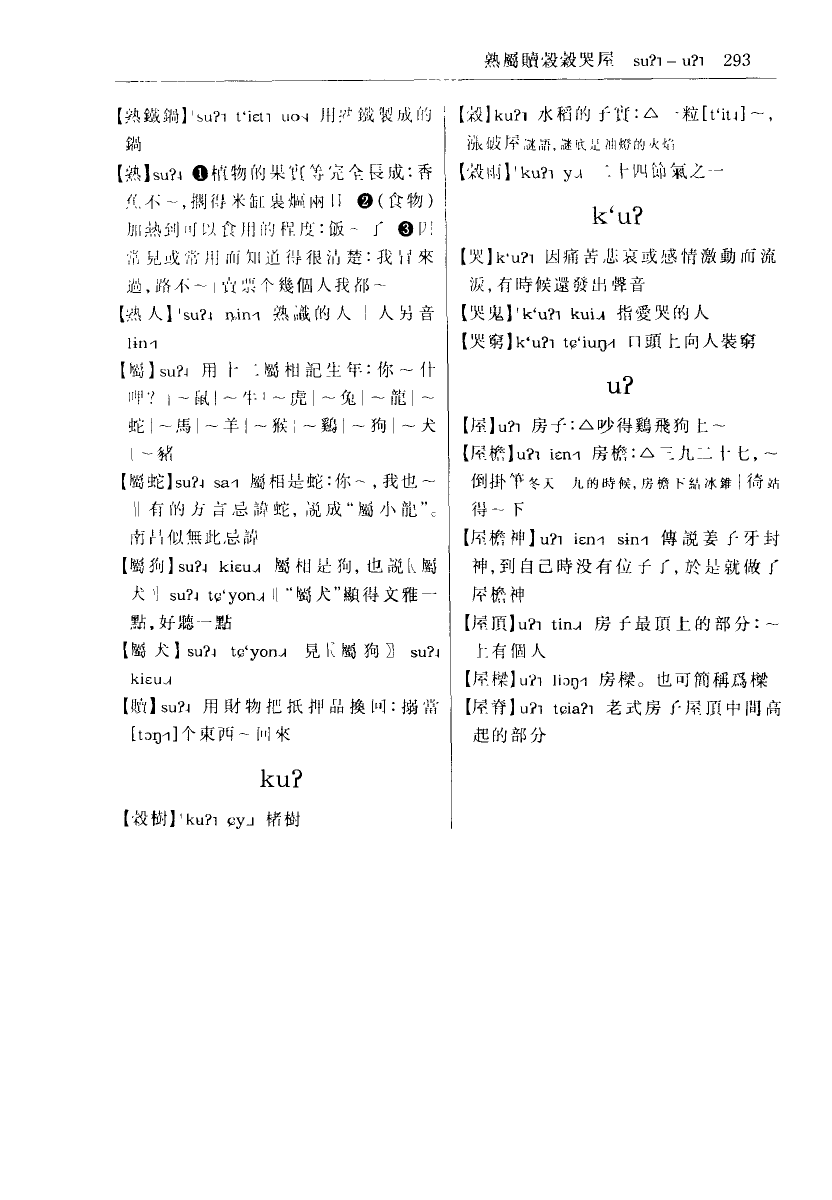 熟屬贖穀縠哭屋 suʔ˥ – uʔ˥ 293
【熟鐵鍋】ˈsuʔ˥ tʻiɛt˥ uo˧ 用熟鐵製成的
鍋
【熟】suʔ˨ ❶植物的果實等完全長成：香
蕉不～，擱得米缸裏焖兩日 ❷（食物）
加熱到可以食用的程度：飯～了 ❸因
常見或常用而知道得很清楚：我冒來
過，路不～｜賣票个幾個人我都～
【熟人】ˈsuʔ˨ 熟識的人｜人另音
【屬】suʔ˨ 用十二屬相記生年：你～什
呷？｜～鼠｜～牛｜～虎｜～兔｜～龍｜～
蛇｜～馬｜～羊｜～猴｜～鷄｜～狗｜～犬
｜～豬
【屬蛇】suʔ˨ sa 屬相是蛇：你～，我也～
‖有的方言忌諱蛇，説成“屬小龍”。
南昌似無此忌諱
【屬狗】suʔ˨ kiɛu 屬相是狗，也説〖屬
犬〗suʔ˨ tɕʻyon ‖“屬犬”顯得文雅一
點，好聽一點
【屬犬】suʔ˨ tɕʻyon 見〖屬狗〗suʔ˨
kiɛu
【贖】suʔ˨ 用財物把抵押品換回：搦當
[tɔŋ]个東西～回來
kuʔ
【穀樹】ˈkuʔ˥ ɕy 楮樹
【穀】kuʔ˥ 水稻的子實：△一粒[tʻit]～，
漲破屋謎語，謎底是油燈的火焰
【穀雨】ˈkuʔ˥ y 二十四節氣之一
kʻuʔ
【哭】kʻuʔ˥ 因痛苦悲哀或感情激動而流
淚，有時候還發出聲音
【哭鬼】ˈkʻuʔ˥ kui 指愛哭的人
【哭窮】kʻuʔ˥ tɕʻiuŋ 口頭上向人裝窮
uʔ
【屋】uʔ˥ 房子：△吵得鷄飛狗上～
【屋檐】uʔ˥ iɛn 房檐：△三九二十七，～
倒掛筆冬天 九的時候，房檐下結冰錐｜待站
得～下
【屋檐神】uʔ˥ iɛn sɨn 傳説姜子牙封
神，到自己時没有位子了，於是就做了
屋檐神
【屋頂】uʔ˥ tin 房子最頂上的部分：～
上有個人
【屋樑】uʔ˥ liɔŋ 房樑。也可簡稱爲樑
【屋脊】uʔ˥ tɕiaʔ˥ 老式房子屋頂中間高
起的部分